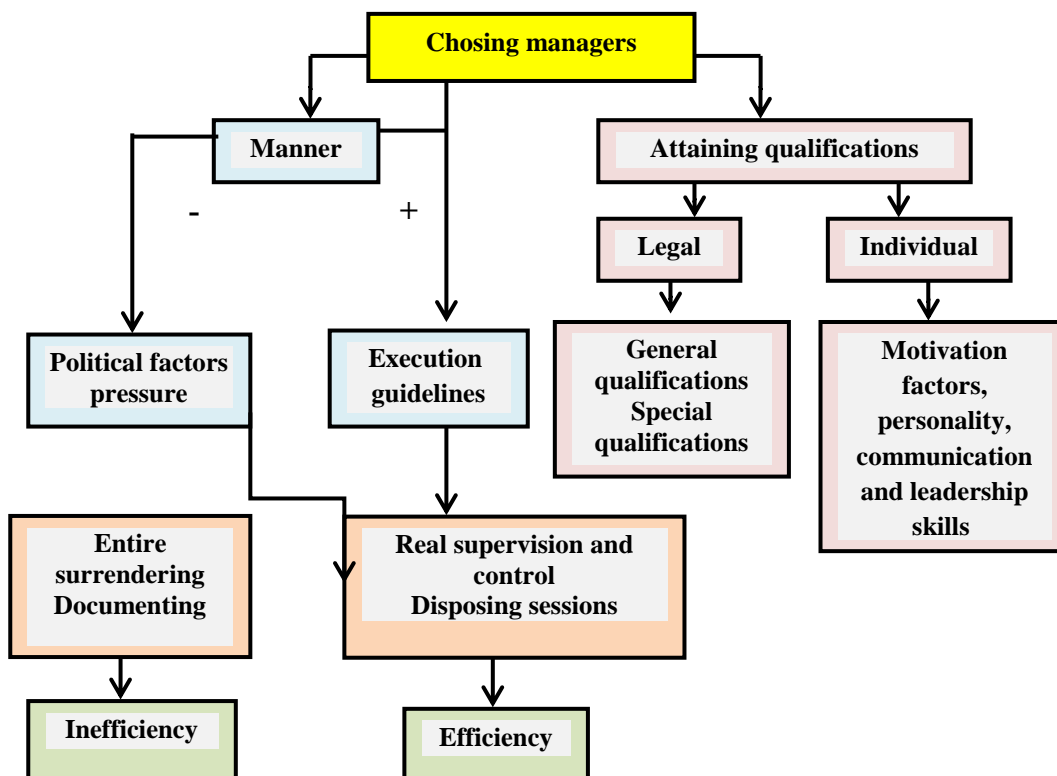 Chosing managers
Manner
Attaining qualifications
-
+
Legal
Individual
Political factors
pressure
Execution
guidelines
General
qualifications
Special
qualifications
Motivation
factors,
personality,
communication
and leadership
skills
Entire
surrendering
Documenting
Real supervision and
control
Disposing sessions
Inefficiency
Efficiency